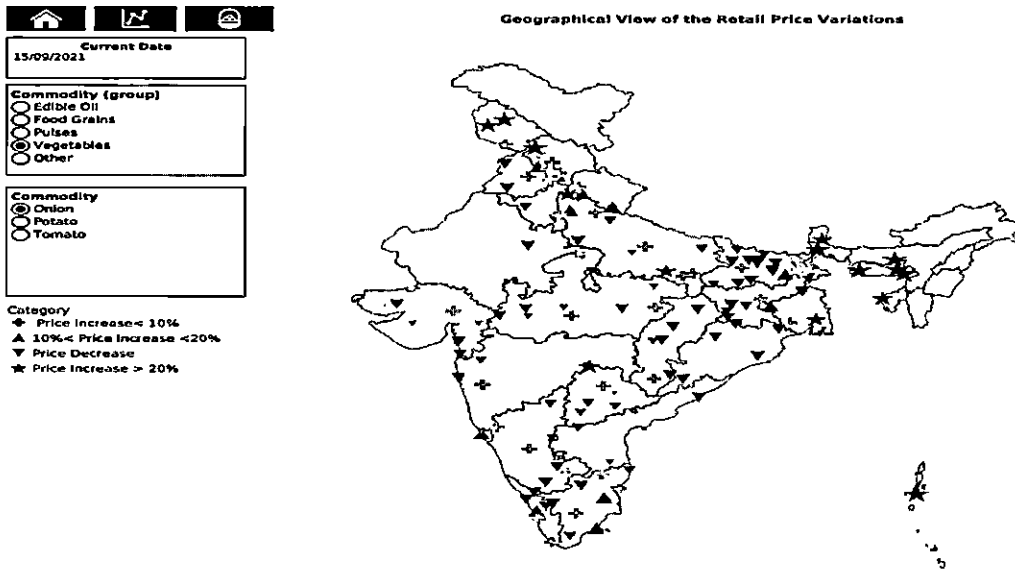 Geographical View of the Retail Price Variations
Current Date
15/09/2021
Commodity (group)
Edible Oil
Food Grains
Pulses
Vegetables
Other
Commodity
Onion
Potato
Tomato
Category
Price Increase< 10%
10%< Price Increase <20%
Price Decrease
Price Increase > 20%